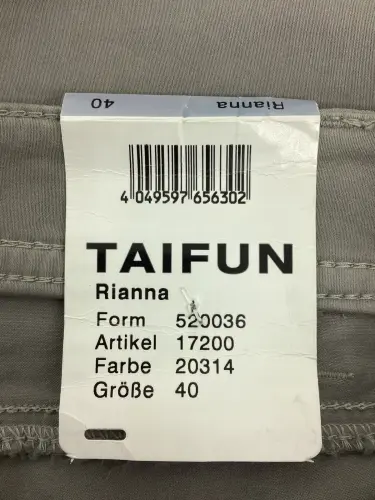 40 Rianna
4 049597 656302
TAIFUN
Rianna
Form 520036
Artikel 17200
Farbe 20314
Größe 40